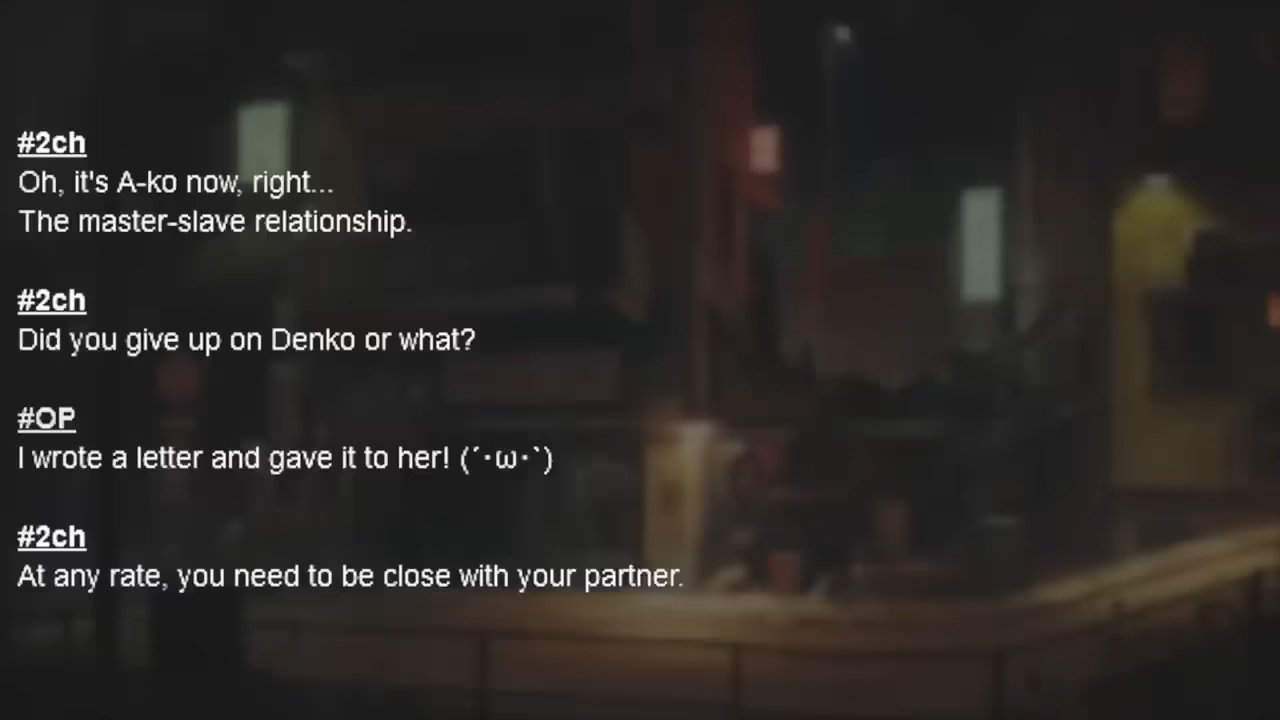 #2ch
Oh, it's A-ko now, right...
The master-slave relationship.
#2ch
Did you give up on Denko or what?
#OP
I wrote a letter and gave it to her! (´･ω･`)
#2ch
At any rate, you need to be close with your partner.